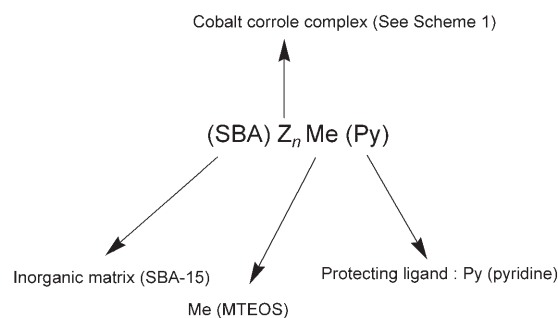 Cobalt corrole complex (See Scheme 1)
(SBA) Zn Me (Py)
Inorganic matrix (SBA-15)
Protecting ligand : Py (pyridine)
Me (MTEOS)